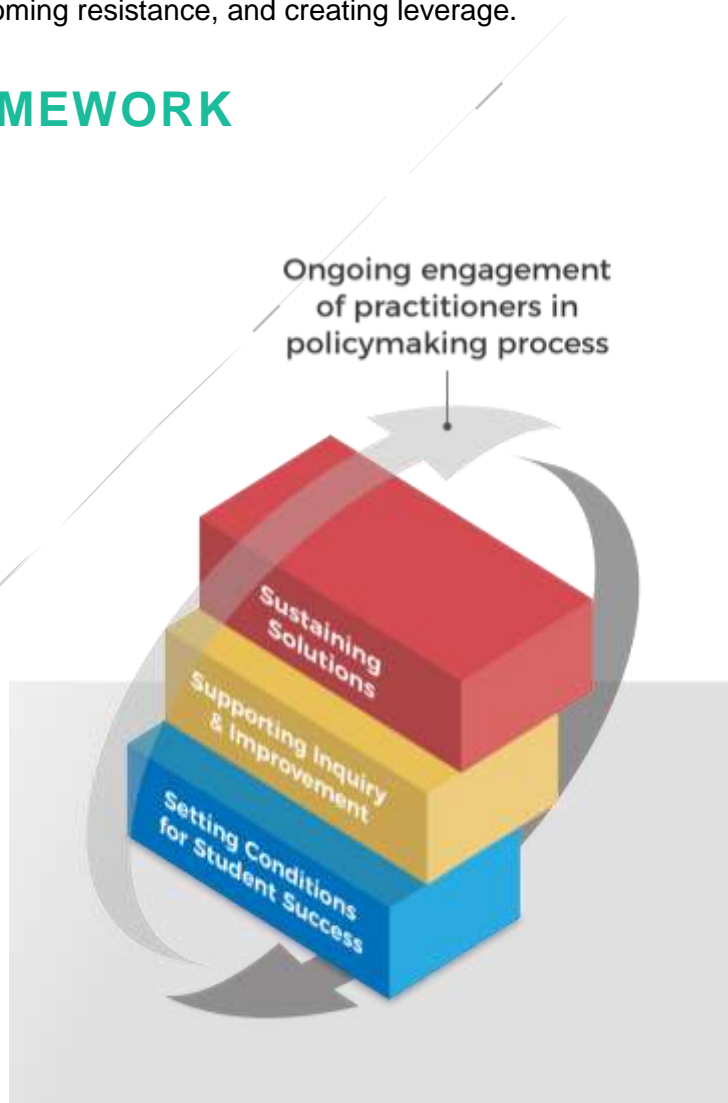 oming resistance, and creating leverage.
MEWORK
Ongoing engagement
of practitioners in
policymaking process
Sustaining
Solutions
Supporting Inquiry
& Improvement
Setting Conditions
for Student Success